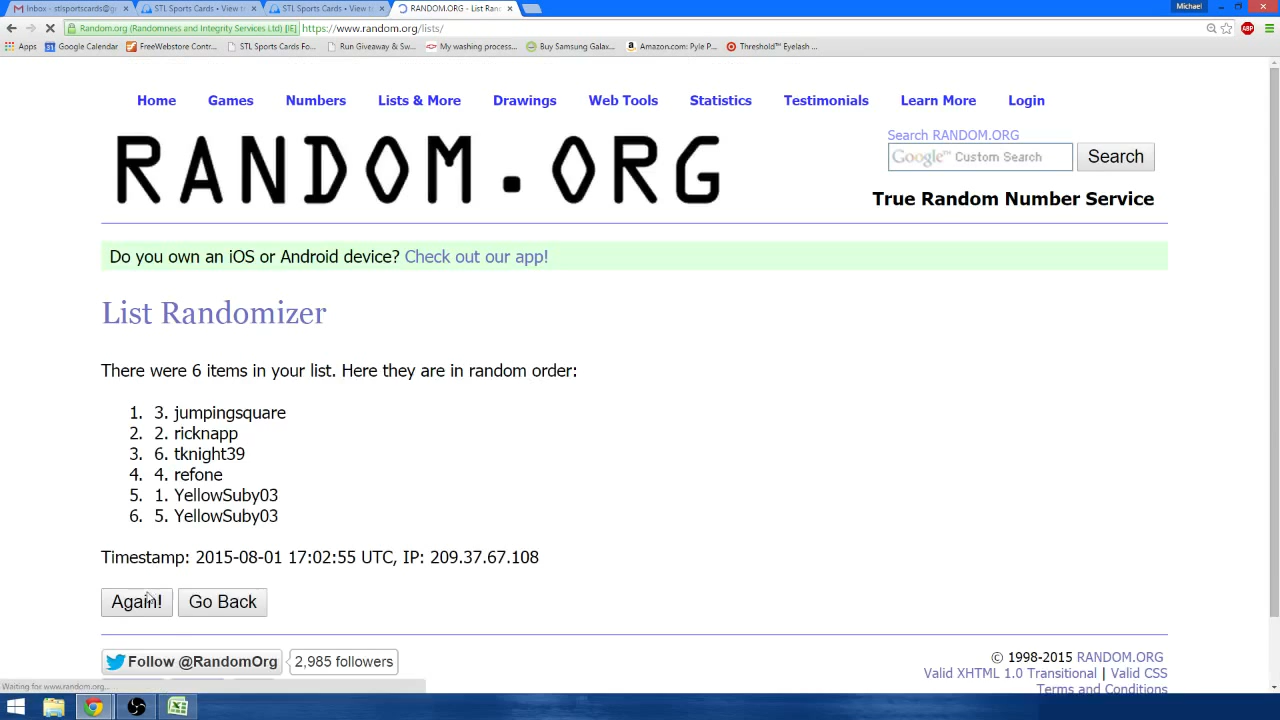 Inbox - stlsportscards@g
STL Sports Cards • View t
STL Sports Cards • View t
RANDOM.ORG - List Ran
Michael
Random.org (Randomness and Integrity Services Ltd) [IE]
https://www.random.org/lists/
ABP
Apps
31
Google Calendar
FreeWebstore Contr...
STL Sports Cards Fo...
Run Giveaway & Sw...
My washing process...
Buy Samsung Galax...
Amazon.com: Pyle P...
Threshold™ Eyelash ...
Home Games Numbers Lists & More Drawings Web Tools Statistics Testimonials Learn More Login
RANDOM.ORG
Search RANDOM.ORG
Google™ Custom Search
Search
True Random Number Service
Do you own an iOS or Android device? Check out our app!
List Randomizer
There were 6 items in your list. Here they are in random order:
1. 3. jumpingsquare
2. 2. ricknapp
3. 6. tknight39
4. 4. refone
5. 1. YellowSuby03
6. 5. YellowSuby03
Timestamp: 2015-08-01 17:02:55 UTC, IP: 209.37.67.108
Again!
Go Back
Follow @RandomOrg
2,985 followers
© 1998-2015 RANDOM.ORG
Valid XHTML 1.0 Transitional | Valid CSS
Terms and Conditions
Waiting for www.random.org...